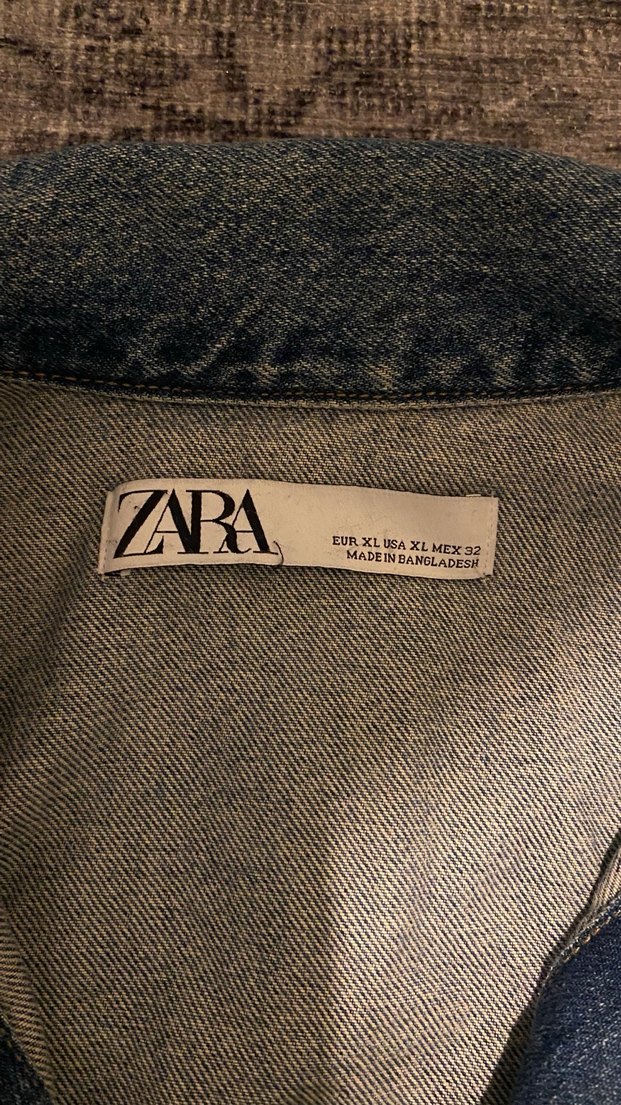 ZARA
EUR XL USA XL MEX 32
MADE IN BANGLADESH